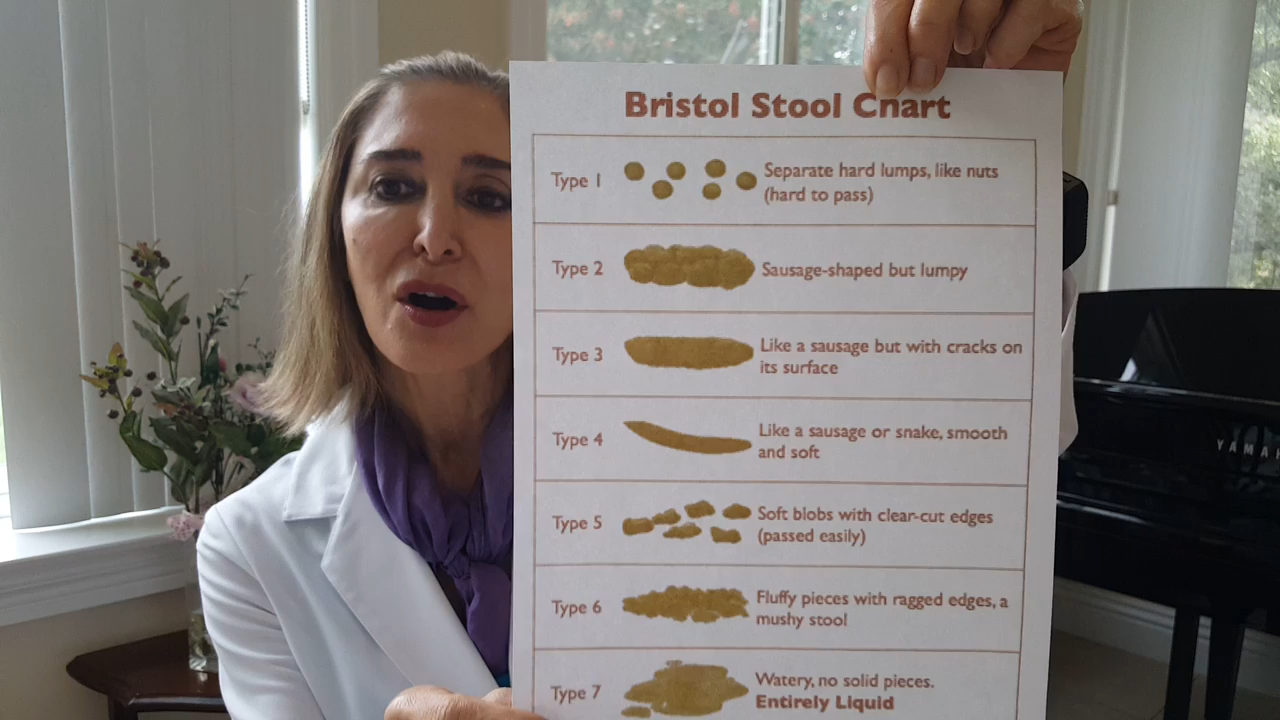 Bristol Stool Chart
Type 1
Separate hard lumps, like nuts
(hard to pass)
Type 2
Sausage-shaped but lumpy
Type 3
Like a sausage but with cracks on
its surface
Type 4
Like a sausage or snake, smooth
and soft
Type 5
Soft blobs with clear-cut edges
(passed easily)
Type 6
Fluffy pieces with ragged edges, a
mushy stool
Type 7
Watery, no solid pieces.
Entirely Liquid
YAMAH